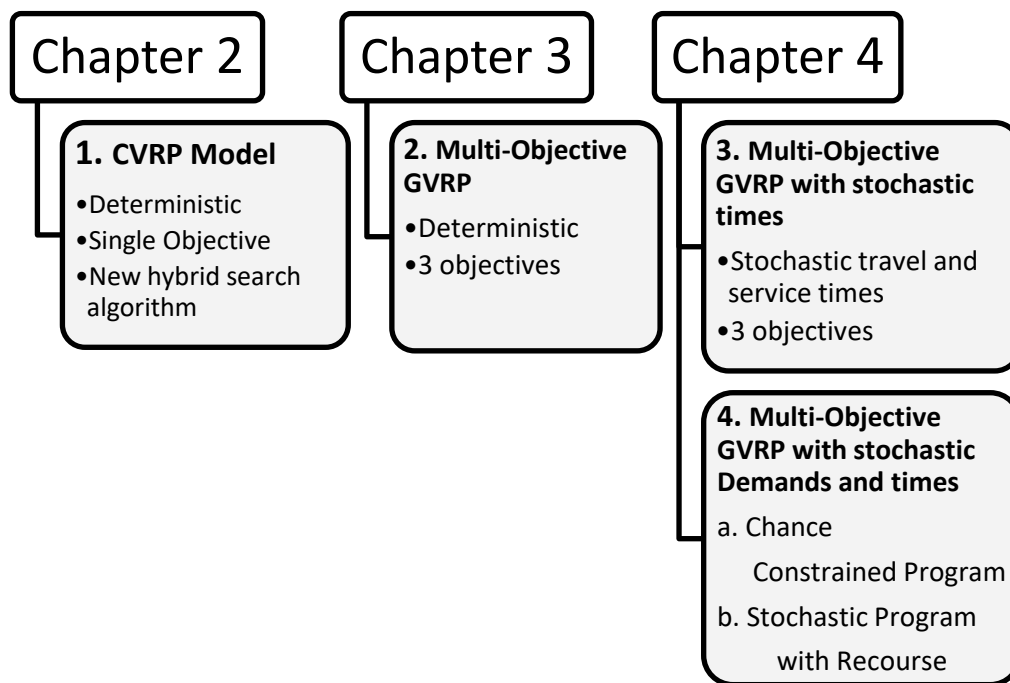 Chapter 2
1. CVRP Model
•Deterministic
•Single Objective
•New hybrid search
algorithm
Chapter 3
2. Multi-Objective
GVRP
•Deterministic
•3 objectives
Chapter 4
3. Multi-Objective
GVRP with stochastic
times
•Stochastic travel and
service times
•3 objectives
4. Multi-Objective
GVRP with stochastic
Demands and times
a. Chance
Constrained Program
b. Stochastic Program
with Recourse